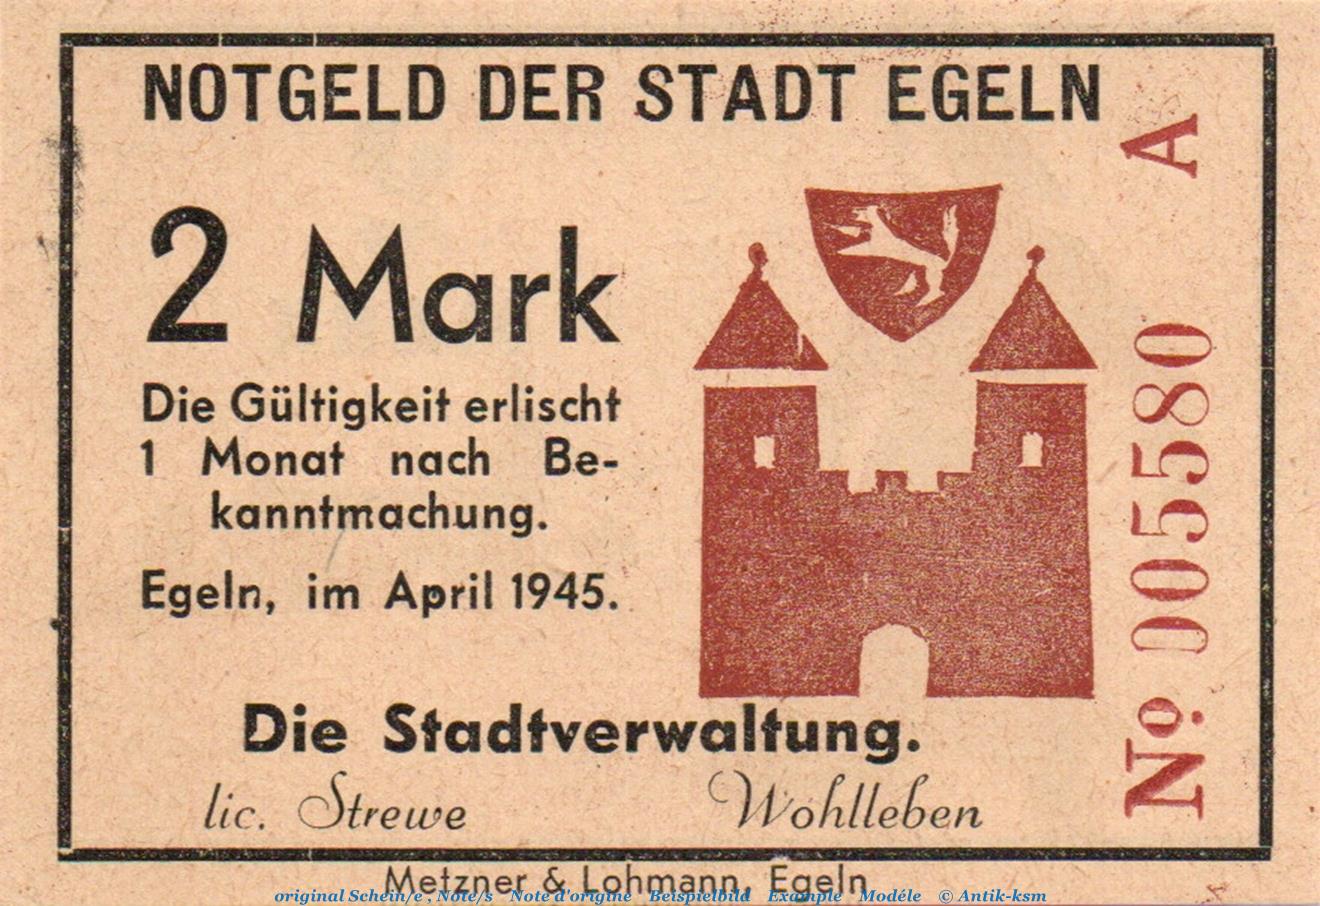 NOTGELD DER STADT EGELN
2 Mark
Die Gültigkeit erlischt
1 Monat nach Be-
kanntmachung.
Egeln, im April 1945.
Die Stadtverwaltung.
lic. Strewe Wohlleben
Nº 005580 A
Metzner & Lohmann, Egeln
original Schein/e , Note/s Note d'origine Beispielbild Example Modéle © Antik-ksm